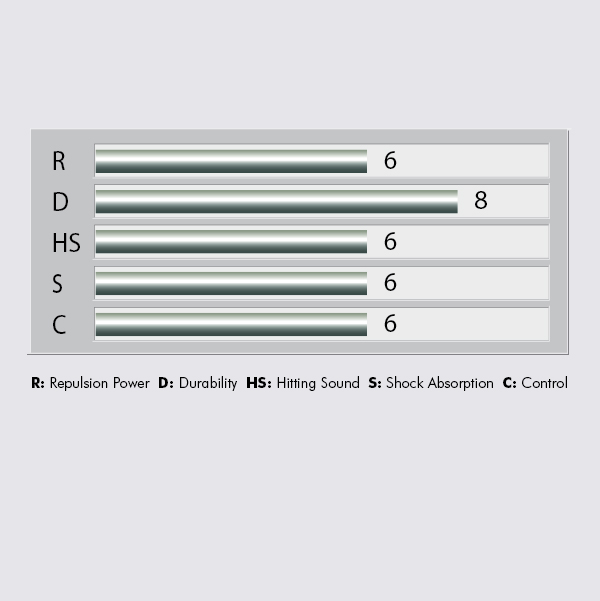 R 6
D 8
HS 6
S 6
C 6
R: Repulsion Power D: Durability HS: Hitting Sound S: Shock Absorption C: Control